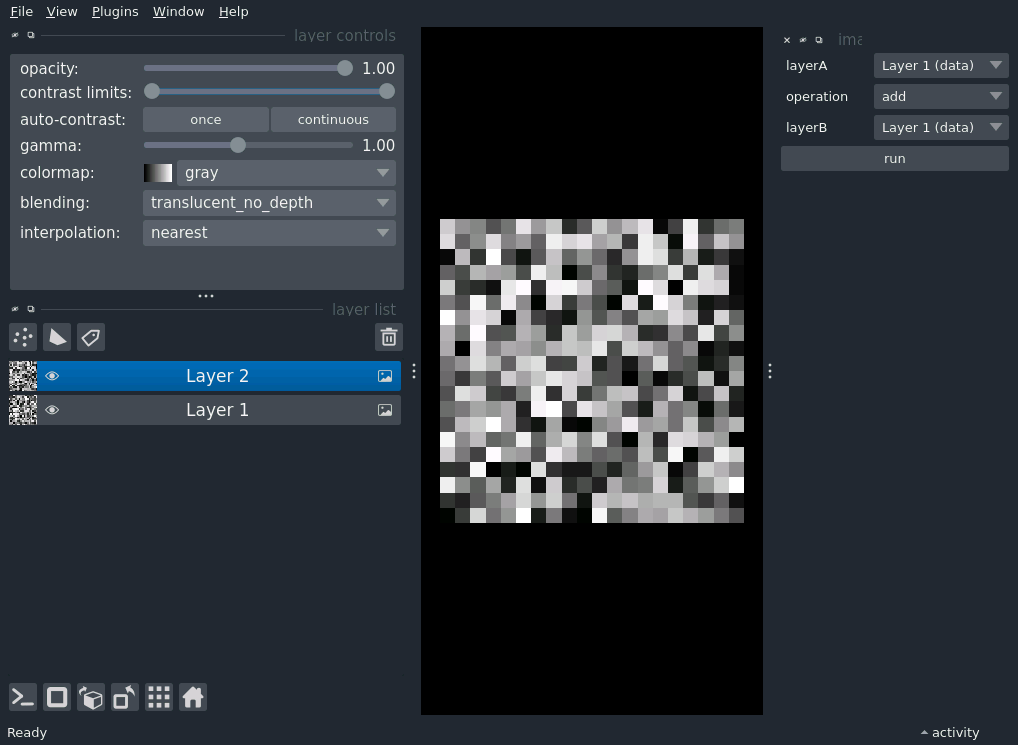 File View Plugins Window Help
layer controls
opacity: 1.00
contrast limits:
auto-contrast: once continuous
gamma: 1.00
colormap: gray
blending: translucent_no_depth
interpolation: nearest
layer list
Layer 2
Layer 1
Ready
layerA Layer 1 (data)
operation add
layerB Layer 1 (data)
run
activity